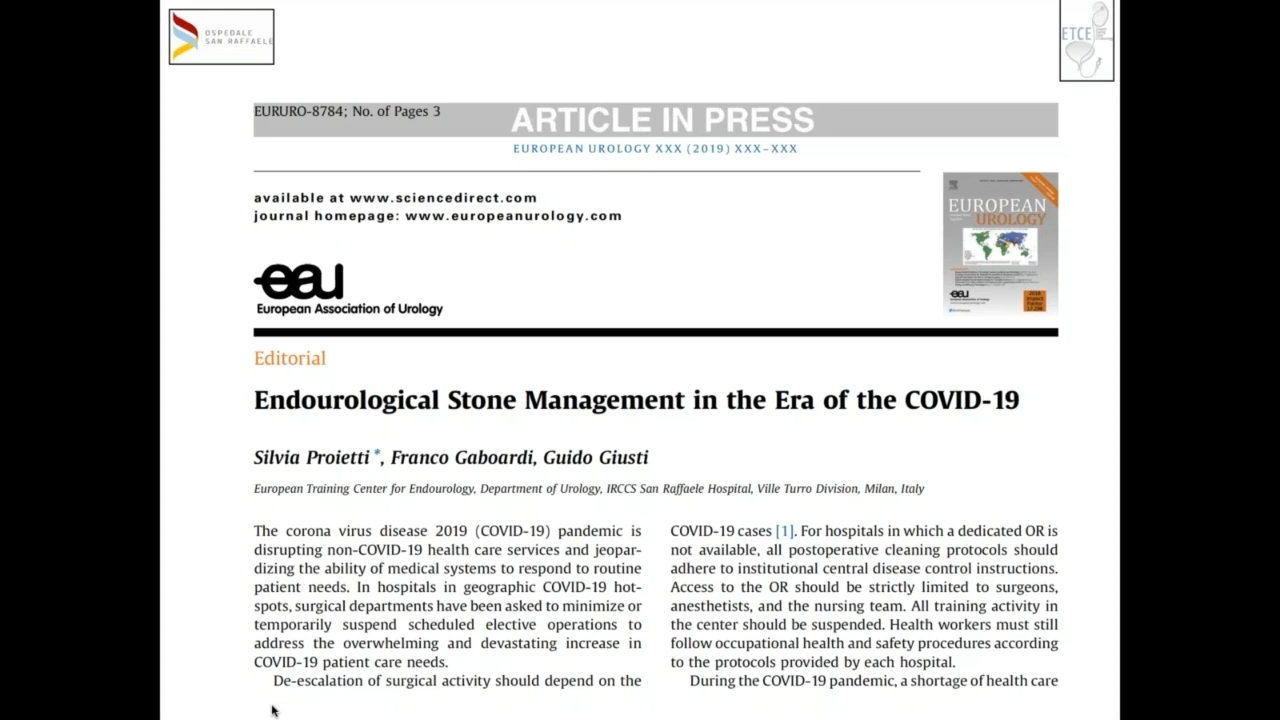 OSPEDALE
SAN RAFFAELE
ETCE
EURURO-8784; No. of Pages 3
ARTICLE IN PRESS
EUROPEAN UROLOGY XXX (2019) XXX–XXX
available at www.sciencedirect.com
journal homepage: www.europeanurology.com
EUROPEAN
UROLOGY
eau
European Association of Urology
Editorial
Endourological Stone Management in the Era of the COVID-19
Silvia Proietti *, Franco Gaboardi, Guido Giusti
European Training Center for Endourology, Department of Urology, IRCCS San Raffaele Hospital, Ville Turro Division, Milan, Italy
The corona virus disease 2019 (COVID-19) pandemic is
disrupting non-COVID-19 health care services and jeopar-
dizing the ability of medical systems to respond to routine
patient needs. In hospitals in geographic COVID-19 hot-
spots, surgical departments have been asked to minimize or
temporarily suspend scheduled elective operations to
address the overwhelming and devastating increase in
COVID-19 patient care needs.
De-escalation of surgical activity should depend on the
COVID-19 cases [1]. For hospitals in which a dedicated OR is
not available, all postoperative cleaning protocols should
adhere to institutional central disease control instructions.
Access to the OR should be strictly limited to surgeons,
anesthetists, and the nursing team. All training activity in
the center should be suspended. Health workers must still
follow occupational health and safety procedures according
to the protocols provided by each hospital.
During the COVID-19 pandemic, a shortage of health care